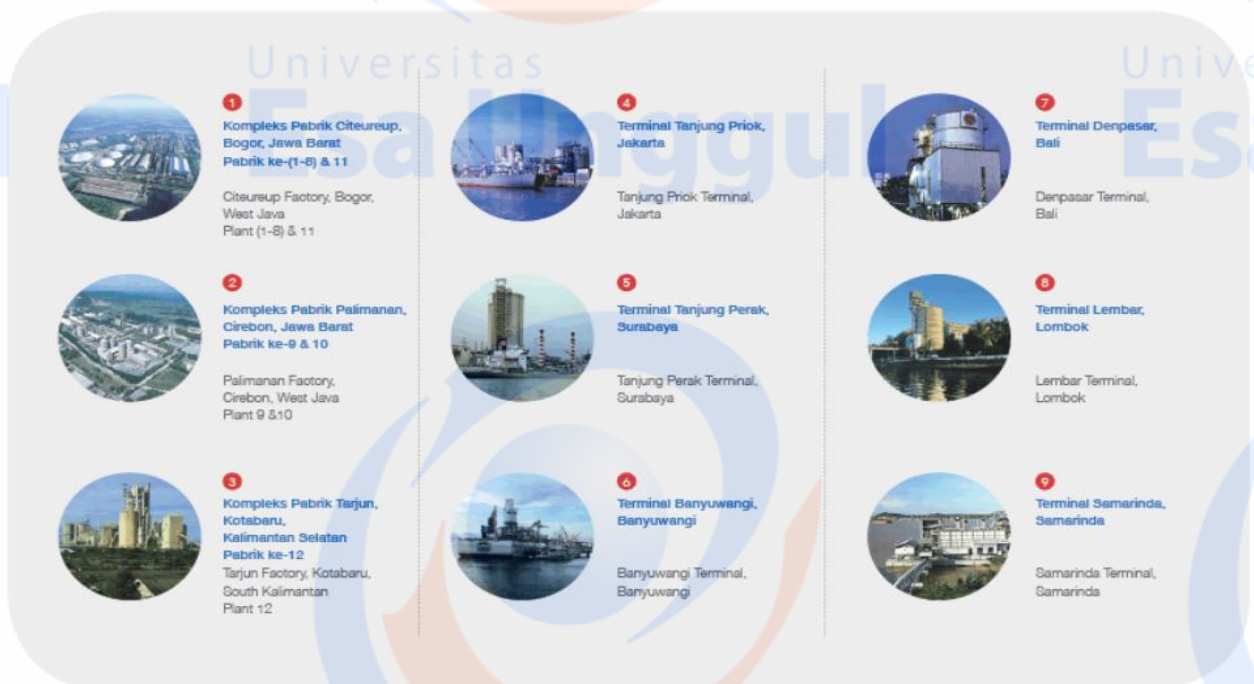 Universitas
Esa Unggul
Univ
Es
1
Kompleks Pabrik Citeureup,
Bogor, Jawa Barat
Pabrik ke-(1-8) & 11
Citeureup Factory, Bogor,
West Java
Plant (1-8) & 11
2
Kompleks Pabrik Palimanan,
Cirebon, Jawa Barat
Pabrik ke-9 & 10
Palimanan Factory,
Cirebon, West Java
Plant 9 &10
3
Kompleks Pabrik Tarjun,
Kotabaru,
Kalimantan Selatan
Pabrik ke-12
Tarjun Factory, Kotabaru,
South Kalimantan
Plant 12
4
Terminal Tanjung Priok,
Jakarta
Tanjung Priok Terminal,
Jakarta
5
Terminal Tanjung Perak,
Surabaya
Tanjung Perak Terminal,
Surabaya
6
Terminal Banyuwangi,
Banyuwangi
Banyuwangi Terminal,
Banyuwangi
7
Terminal Denpasar,
Bali
Denpasar Terminal,
Bali
8
Terminal Lembar,
Lombok
Lembar Terminal,
Lombok
9
Terminal Samarinda,
Samarinda
Samarinda Terminal,
Samarinda